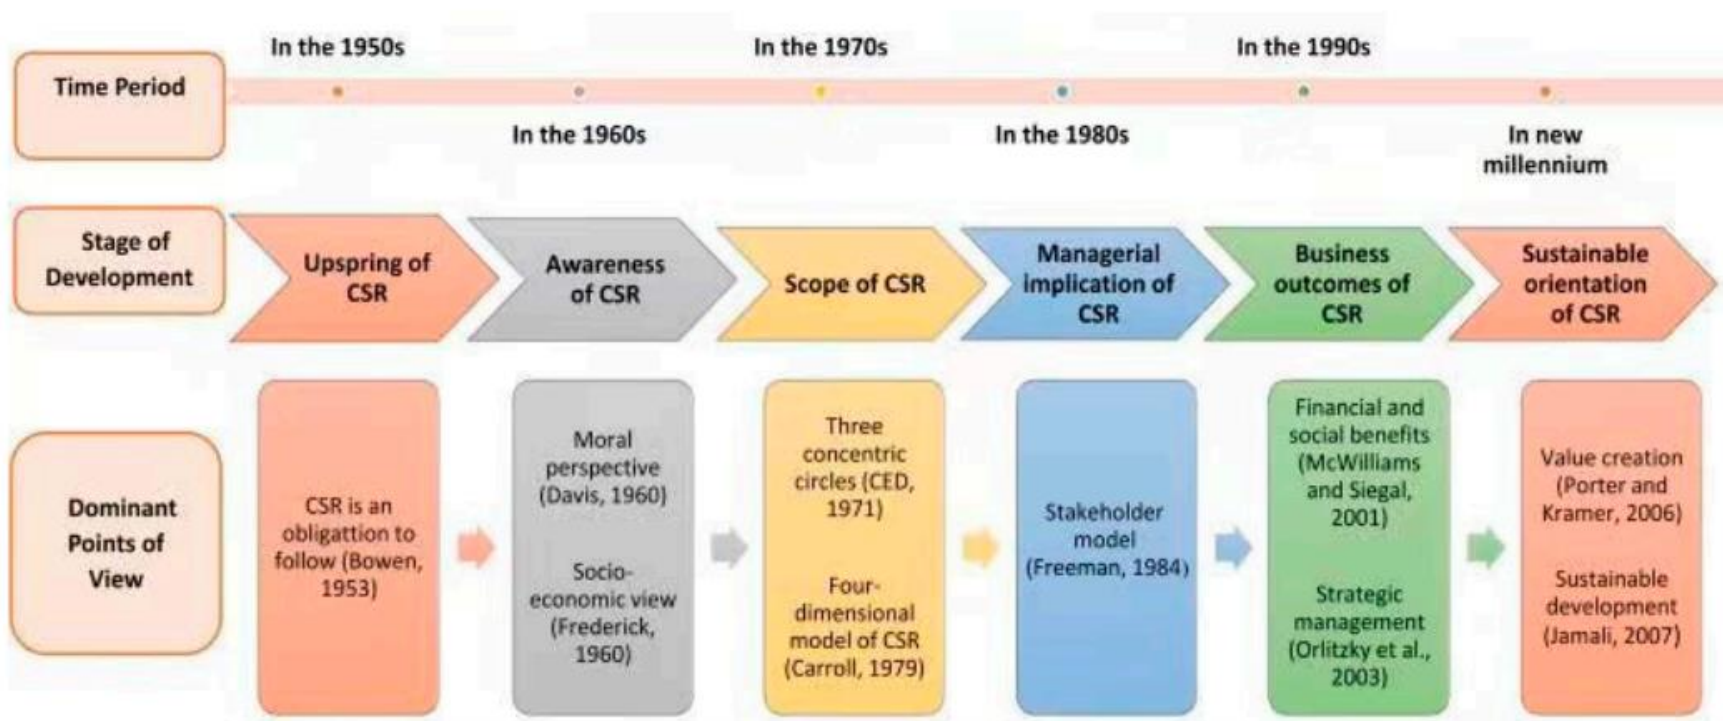 In the 1950s
In the 1970s
In the 1990s
Time Period
In the 1960s
In the 1980s
In new
millennium
Stage of
Development
Upspring of
CSR
Awareness
of CSR
Scope of CSR
Managerial
implication of
CSR
Business
outcomes of
CSR
Sustainable
orientation
of CSR
Dominant
Points of
View
CSR is an
obligattion to
follow (Bowen,
1953)
Moral
perspective
(Davis, 1960)
Socio-
economic view
(Frederick,
1960)
Three
concentric
circles (CED,
1971)
Four-
dimensional
model of CSR
(Carroll, 1979)
Stakeholder
model
(Freeman, 1984)
Financial and
social benefits
(McWilliams
and Siegal,
2001)
Strategic
management
(Orlitzky et al.,
2003)
Value creation
(Porter and
Kramer, 2006)
Sustainable
development
(Jamali, 2007)